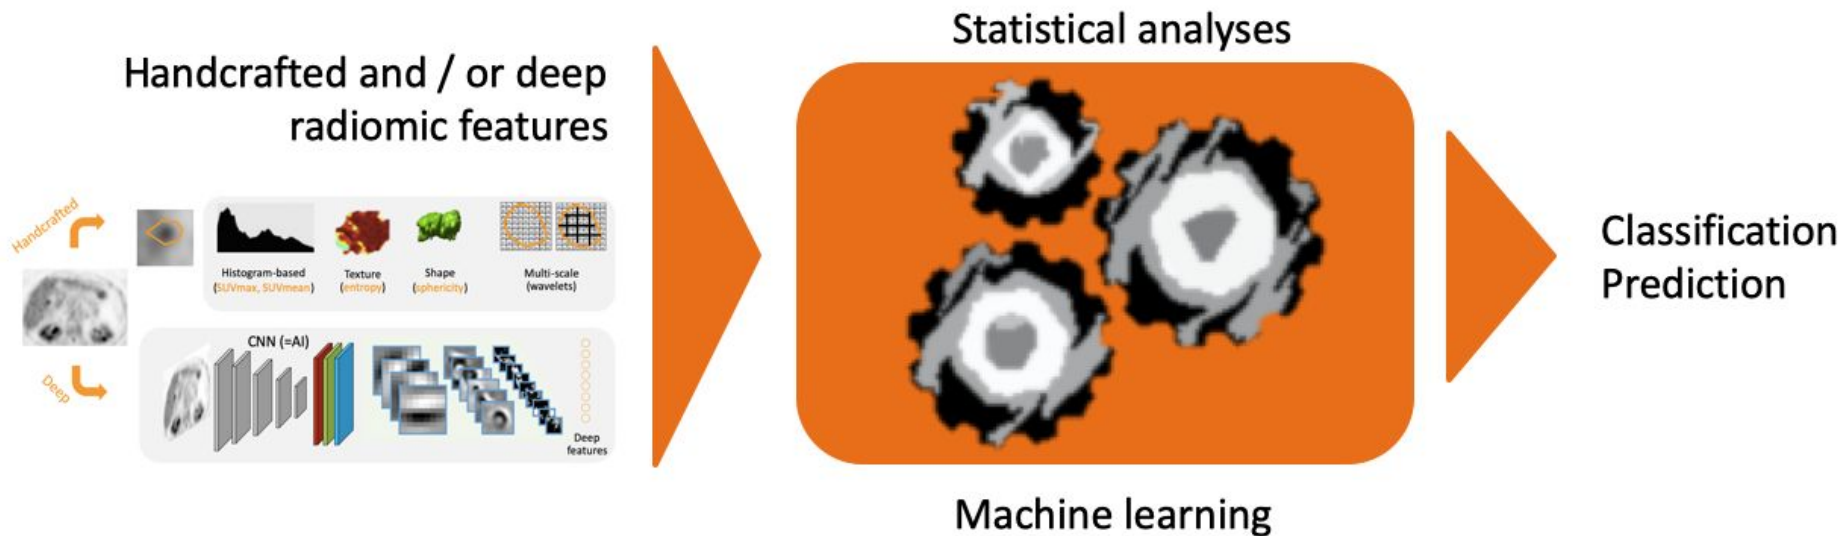 Handcrafted and / or deep
radiomic features
Handcrafted
Histogram-based
(SUVmax, SUVmean)
Texture
(entropy)
Shape
(sphericity)
Multi-scale
(wavelets)
Deep
CNN (=AI)
Deep
features
Statistical analyses
Machine learning
Classification
Prediction